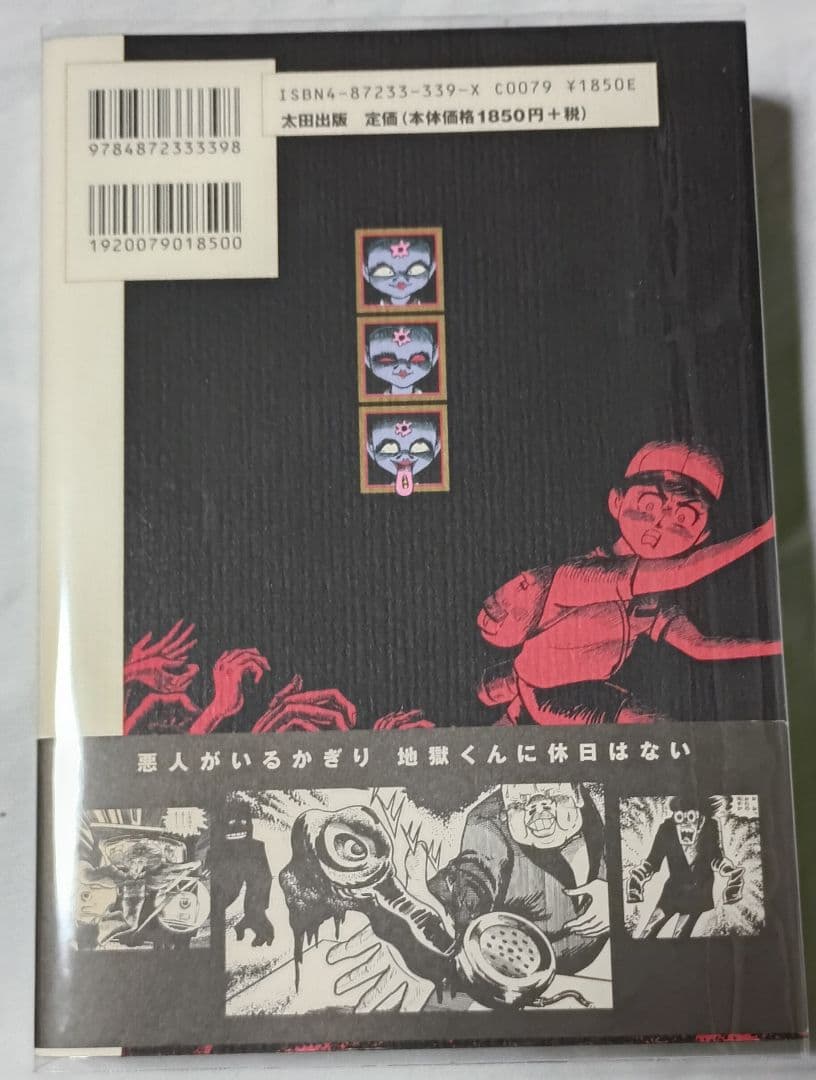 ISBN4-87233-339-X C0079 ¥1850E
太田出版 定価(本体価格1850円+税)
9784872333398
1920079018500
悪人がいるかぎり 地獄くんに休日はない